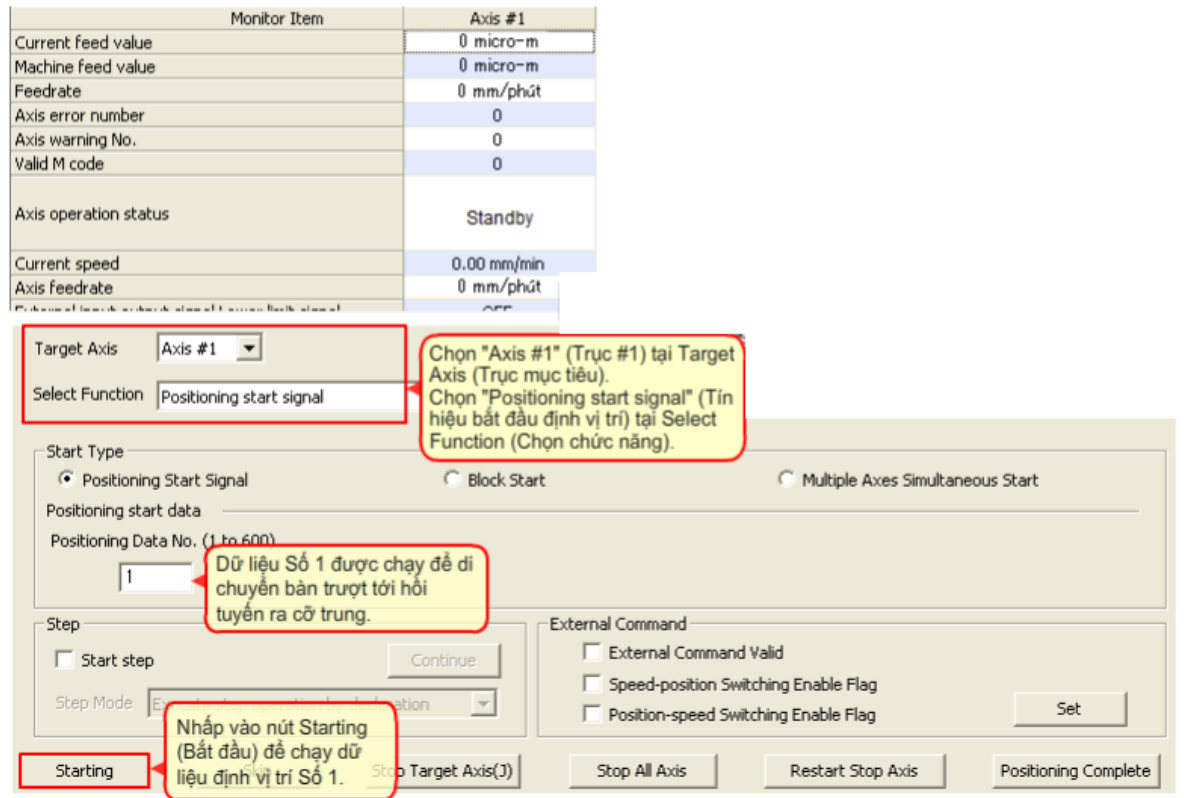 Monitor Item Axis #1
Current feed value 0 micro-m
Machine feed value 0 micro-m
Feedrate 0 mm/phút
Axis error number 0
Axis warning No. 0
Valid M code 0
Axis operation status Standby
Current speed 0.00 mm/min
Axis feedrate 0 mm/phút
External input output signal Lower limit signal OFF
Target Axis Axis #1
Select Function Positioning start signal
Chọn "Axis #1" (Trục #1) tại Target
Axis (Trục mục tiêu).
Chọn "Positioning start signal" (Tín
hiệu bắt đầu định vị trí) tại Select
Function (Chọn chức năng).
Start Type
Positioning Start Signal Block Start Multiple Axes Simultaneous Start
Positioning start data
Positioning Data No. (1 to 600)
1
Dữ liệu Số 1 được chạy để di
chuyển bàn trượt tới hồi
tuyến ra cỡ trung.
Step
Start step Continue
Step Mode
Nhấp vào nút Starting
(Bắt đầu) để chạy dữ
liệu định vị trí Số 1.
External Command
External Command Valid
Speed-position Switching Enable Flag
Position-speed Switching Enable Flag
Set
Starting Target Axis(J) Stop All Axis Restart Stop Axis Positioning Complete